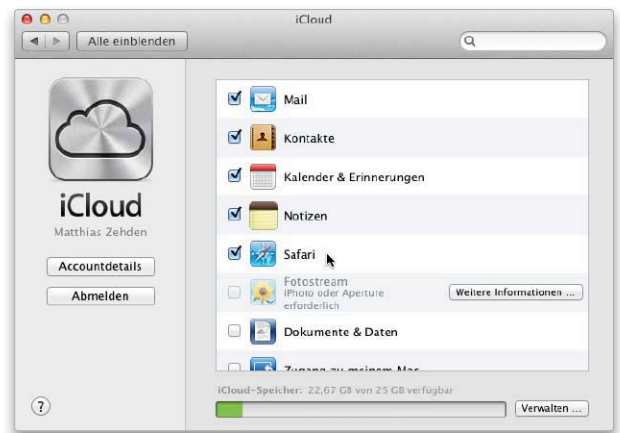 iCloud
Alle einblenden
Mail
Kontakte
Kalender & Erinnerungen
Notizen
Safari
Fotostream
iPhoto oder Aperture
erforderlich
Weitere Informationen ...
Dokumente & Daten
Zugang zu meinem Mac
iCloud
Matthias Zehden
Accountdetails
Abmelden
iCloud-Speicher: 22,67 GB von 25 GB verfügbar
Verwalten ...
?